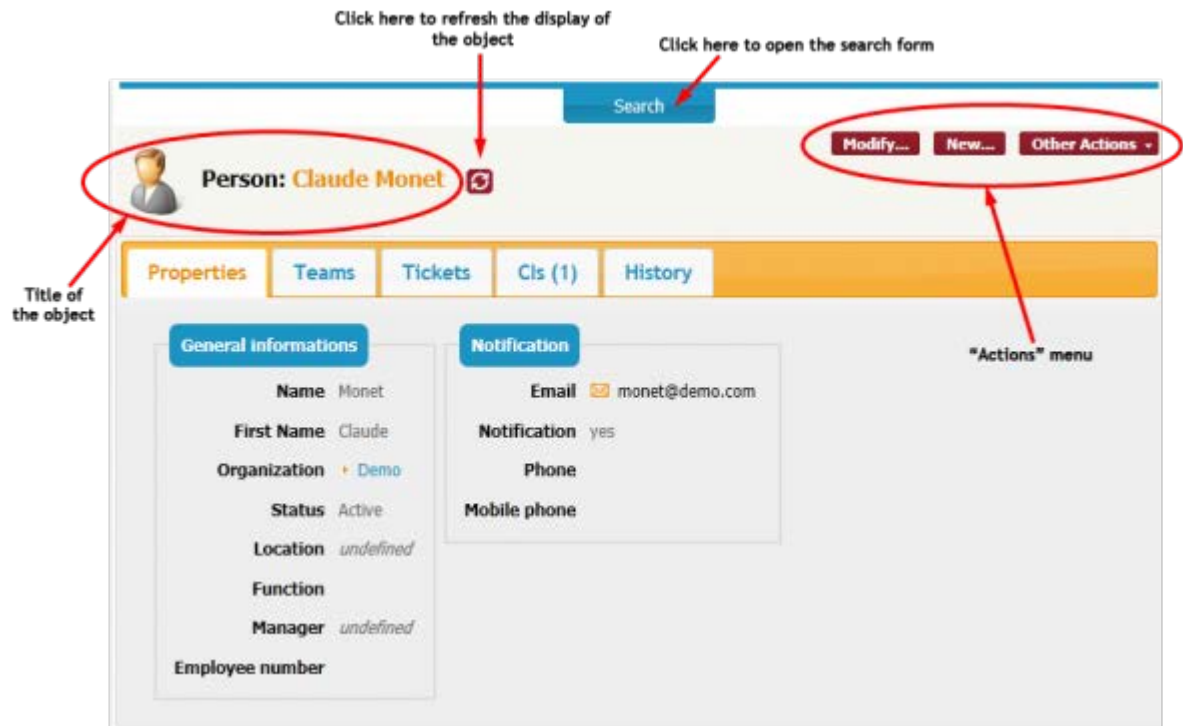 Click here to refresh the display of
the object
Click here to open the search form
Search
Modify... New... Other Actions
Person: Claude Monet
Properties Teams Tickets CIs (1) History
Title of
the object
General informations
Name Monet
First Name Claude
Organization Demo
Status Active
Location undefined
Function
Manager undefined
Employee number
Notification
Email monet@demo.com
Notification yes
Phone
Mobile phone
“Actions” menu